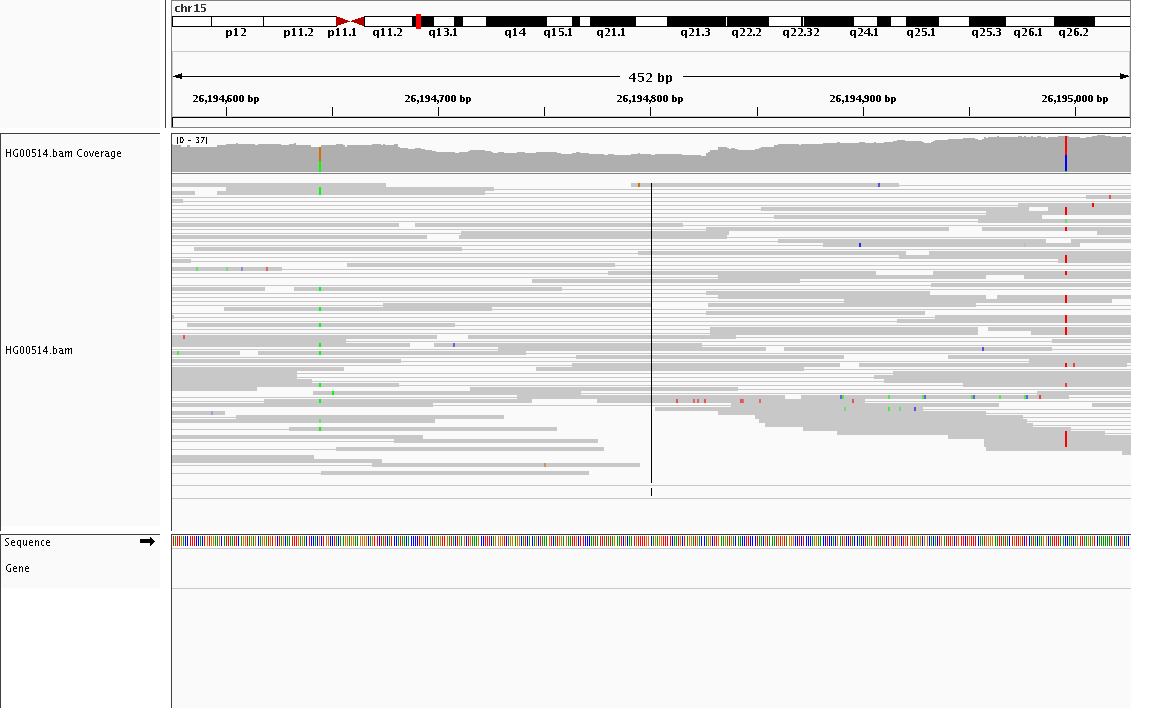 chr15
p12 p11.2 p11.1 q11.2 q13.1 q14 q15.1 q21.1 q21.3 q22.2 q22.32 q24.1 q25.1 q25.3 q26.1 q26.2
452 bp
26,194,600 bp 26,194,700 bp 26,194,800 bp 26,194,900 bp 26,195,000 bp
[0 - 37]
HG00514.bam Coverage
HG00514.bam
Sequence
Gene